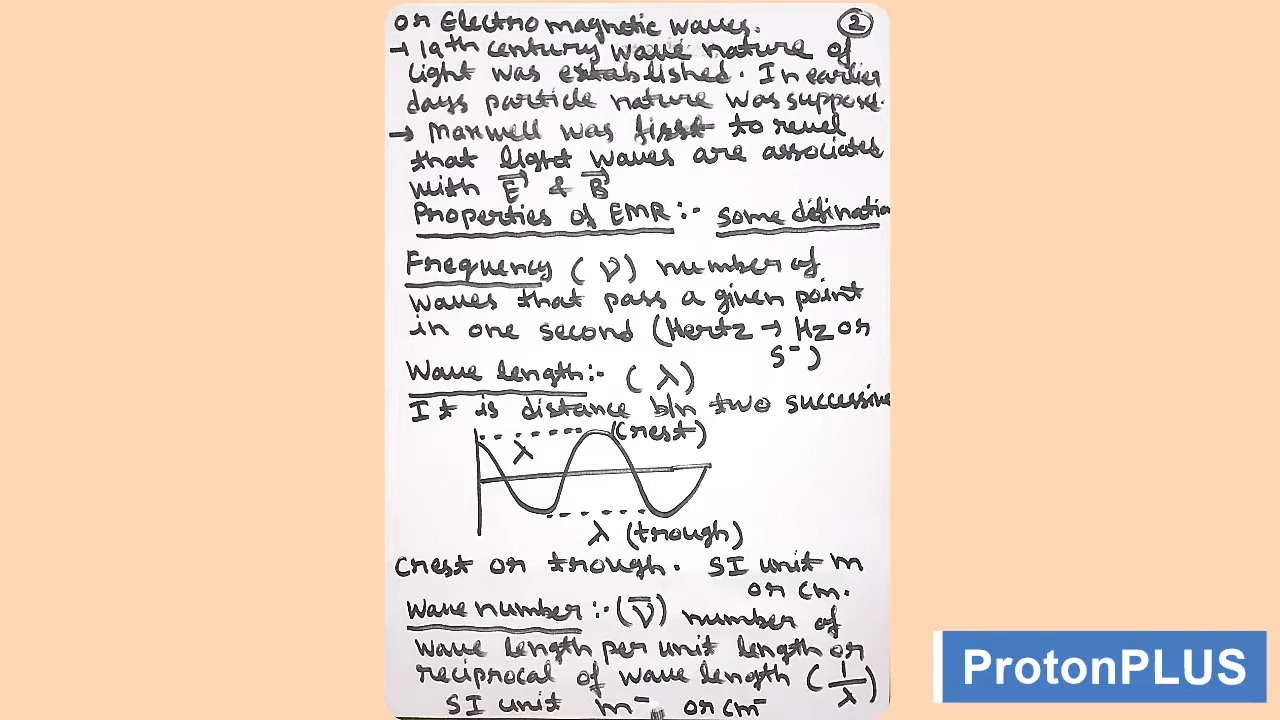 or Electromagnetic waves. 2
→ 19th century wave nature of
light was established. In earlier
days particle nature was suppose.
→ Maxwell was first to revel
that light waves are associates
with E⃗ & B⃗
Properties of EMR :- some defination
Frequency (ν) number of
waves that pass a given point
in one second (Hertz → Hz or
S⁻)
Wave length :- (λ)
It is distance b/n two successive
(crest)
λ
λ (trough)
crest or trough. SI unit m
or cm.
Wave number :- (ν̅) number of
wave length per unit length or
reciprocal of wave length (1/λ)
SI unit m⁻ or cm⁻
ProtonPLUS